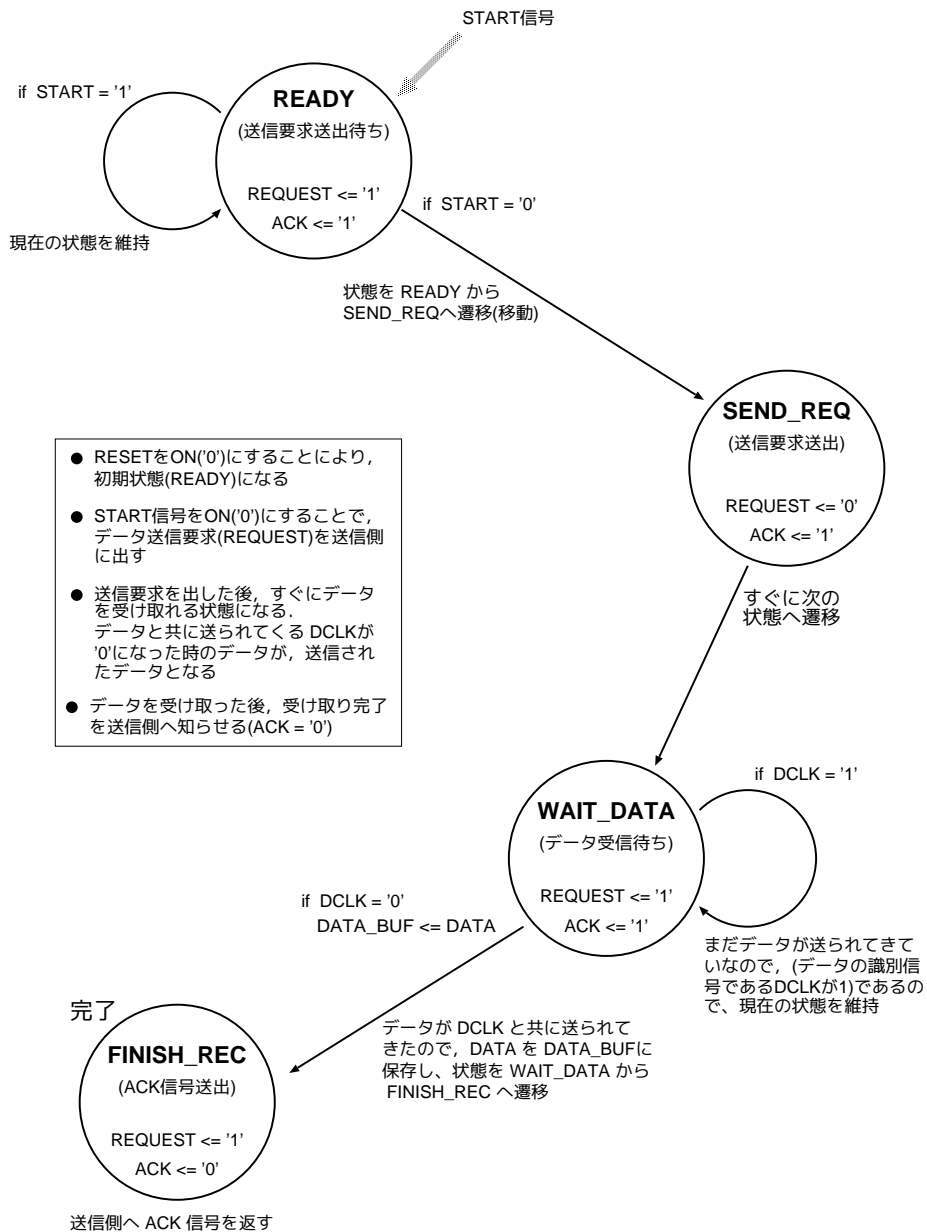 START信号
if START = '1'
READY
(送信要求送出待ち)
REQUEST <= '1'
ACK <= '1'
現在の状態を維持
if START = '0'
状態を READY から
SEND_REQへ遷移(移動)
SEND_REQ
(送信要求送出)
REQUEST <= '0'
ACK <= '1'
● RESETをON('0')にすることにより,
初期状態(READY)になる
● START信号をON('0')にすることで,
データ送信要求(REQUEST)を送信側
に出す
● 送信要求を出した後, すぐにデータ
を受け取れる状態になる.
データと共に送られてくる DCLKが
'0'になった時のデータが, 送信され
たデータとなる
● データを受け取った後, 受け取り完了
を送信側へ知らせる(ACK = '0')
すぐに次の
状態へ遷移
if DCLK = '1'
WAIT_DATA
(データ受信待ち)
REQUEST <= '1'
ACK <= '1'
まだデータが送られてきて
いなので, (データの識別信
号であるDCLKが1)であるの
で、現在の状態を維持
if DCLK = '0'
DATA_BUF <= DATA
データが DCLK と共に送られて
きたので, DATA を DATA_BUFに
保存し、状態を WAIT_DATA から
FINISH_REC へ遷移
完了
FINISH_REC
(ACK信号送出)
REQUEST <= '1'
ACK <= '0'
送信側へ ACK 信号を返す